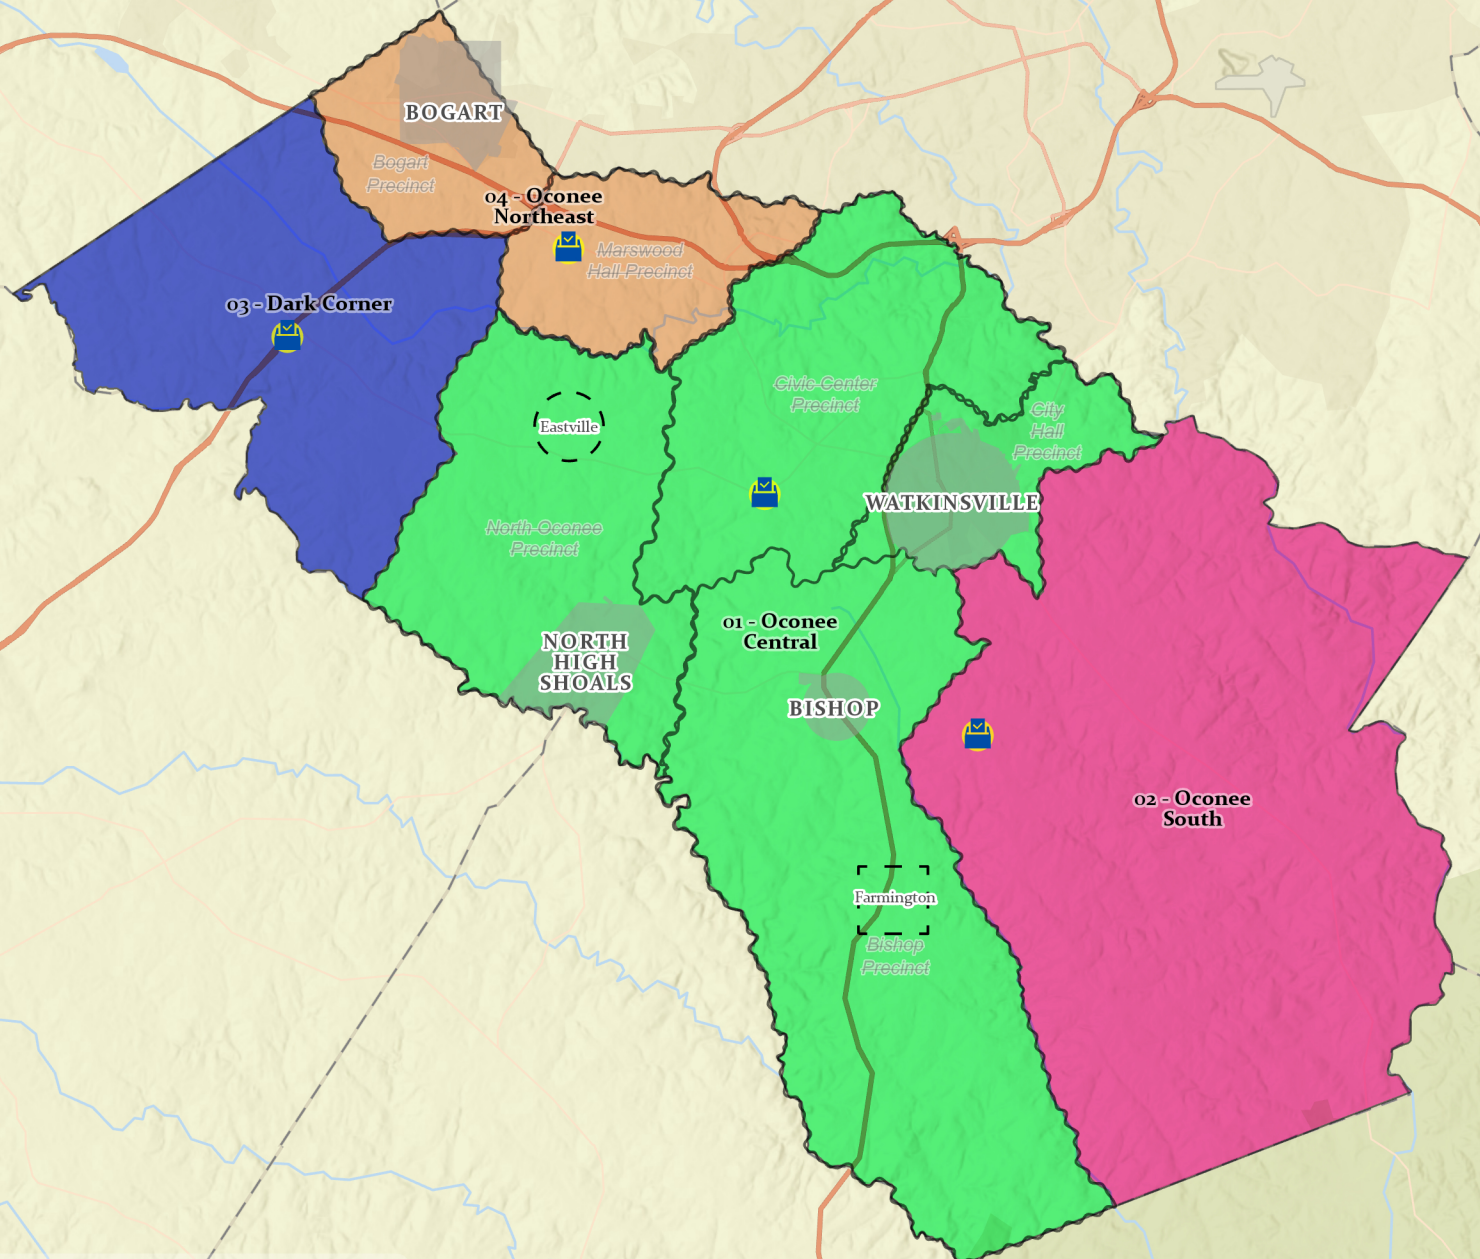 BOGART
Bogart
Precinct
04 - Oconee
Northeast
Marswood
Hall Precinct
03 - Dark Corner
Civic Center
Precinct
City
Hall
Precinct
Eastville
WATKINSVILLE
North Oconee
Precinct
01 - Oconee
Central
NORTH
HIGH
SHOALS
BISHOP
02 - Oconee
South
Farmington
Bishop
Precinct